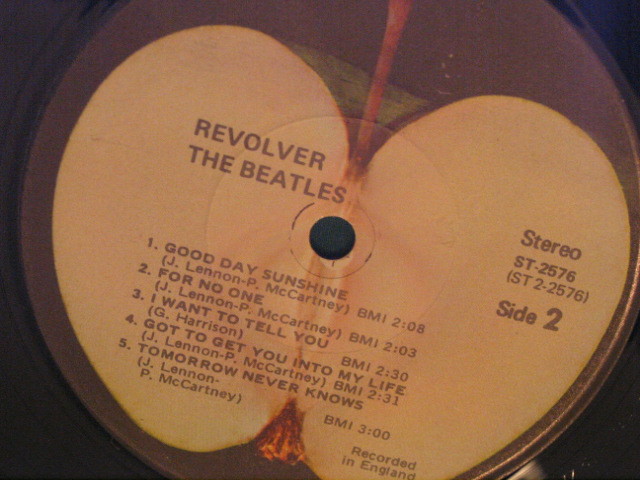 REVOLVER
THE BEATLES
Stereo
ST-2576
(ST 2-2576)
Side 2
1. GOOD DAY SUNSHINE
(J. Lennon-P. McCartney) BMI 2:08
2. FOR NO ONE
(J. Lennon-P. McCartney) BMI 2:03
3. I WANT TO TELL YOU
(G. Harrison) BMI 2:30
4. GOT TO GET YOU INTO MY LIFE
(J. Lennon-P. McCartney) BMI 2:31
5. TOMORROW NEVER KNOWS
(J. Lennon-
P. McCartney)
BMI 3:00
Recorded
in England